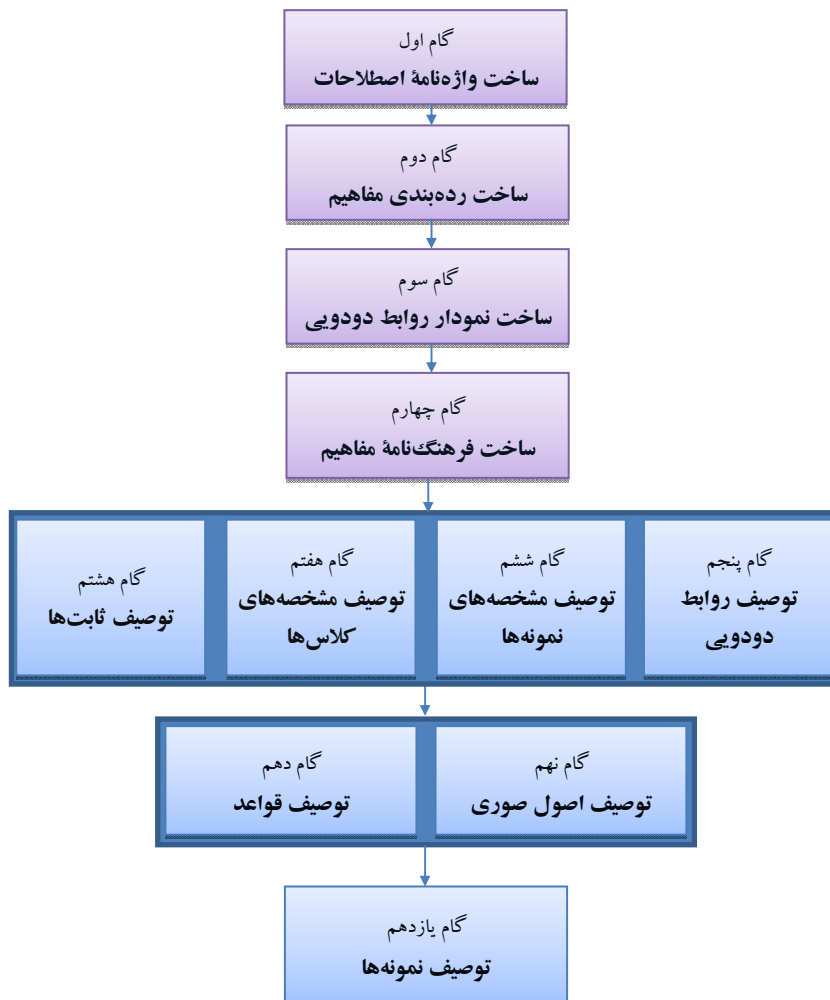 گام اول
ساخت واژه‌نامهٔ اصطلاحات
گام دوم
ساخت رده‌بندی مفاهیم
گام سوم
ساخت نمودار روابط دودویی
گام چهارم
ساخت فرهنگ‌نامهٔ مفاهیم
گام پنجم
توصیف روابط
دودویی
گام ششم
توصیف مشخصه‌های
نمونه‌ها
گام هفتم
توصیف مشخصه‌های
کلاس‌ها
گام هشتم
توصیف ثابت‌ها
گام نهم
توصیف اصول صوری
گام دهم
توصیف قواعد
گام یازدهم
توصیف نمونه‌ها